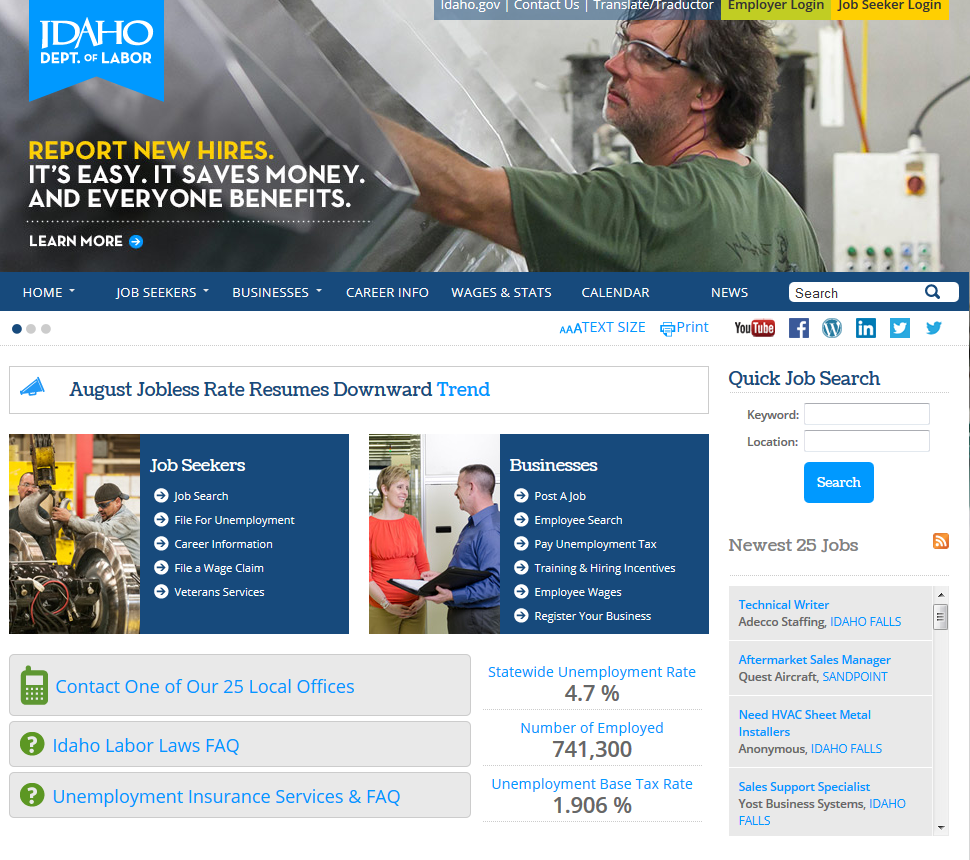 Idaho.gov | Contact Us | Translate/Traductor
Employer Login
Job Seeker Login
IDAHO
DEPT. OF LABOR
REPORT NEW HIRES.
IT'S EASY. IT SAVES MONEY.
AND EVERYONE BENEFITS.
LEARN MORE
HOME
JOB SEEKERS
BUSINESSES
CAREER INFO
WAGES & STATS
CALENDAR
NEWS
Search
AAATEXT SIZE
Print
YouTube
August Jobless Rate Resumes Downward Trend
Job Seekers
Job Search
File For Unemployment
Career Information
File a Wage Claim
Veterans Services
Businesses
Post A Job
Employee Search
Pay Unemployment Tax
Training & Hiring Incentives
Employee Wages
Register Your Business
Contact One of Our 25 Local Offices
Idaho Labor Laws FAQ
Unemployment Insurance Services & FAQ
Statewide Unemployment Rate
4.7 %
Number of Employed
741,300
Unemployment Base Tax Rate
1.906 %
Quick Job Search
Keyword:
Location:
Search
Newest 25 Jobs
Technical Writer
Adecco Staffing, IDAHO FALLS
Aftermarket Sales Manager
Quest Aircraft, SANDPOINT
Need HVAC Sheet Metal
Installers
Anonymous, IDAHO FALLS
Sales Support Specialist
Yost Business Systems, IDAHO
FALLS